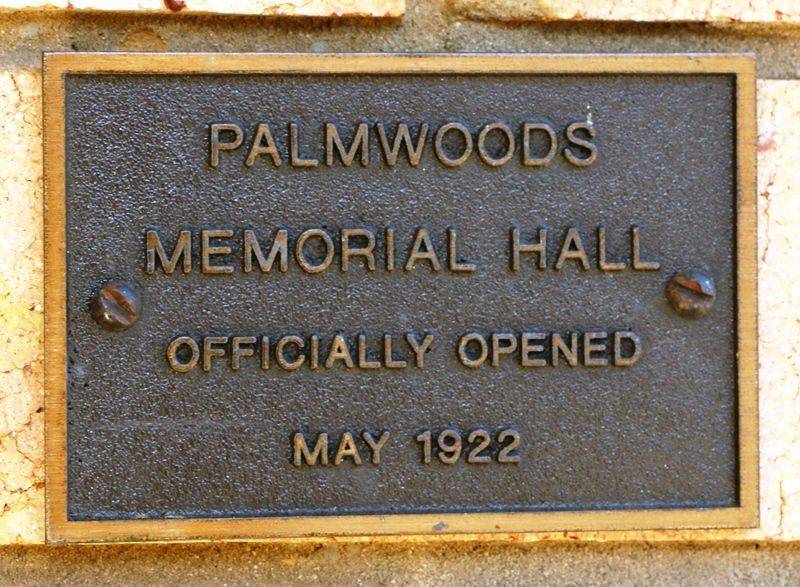 PALMWOODS
MEMORIAL HALL
OFFICIALLY OPENED
MAY 1922